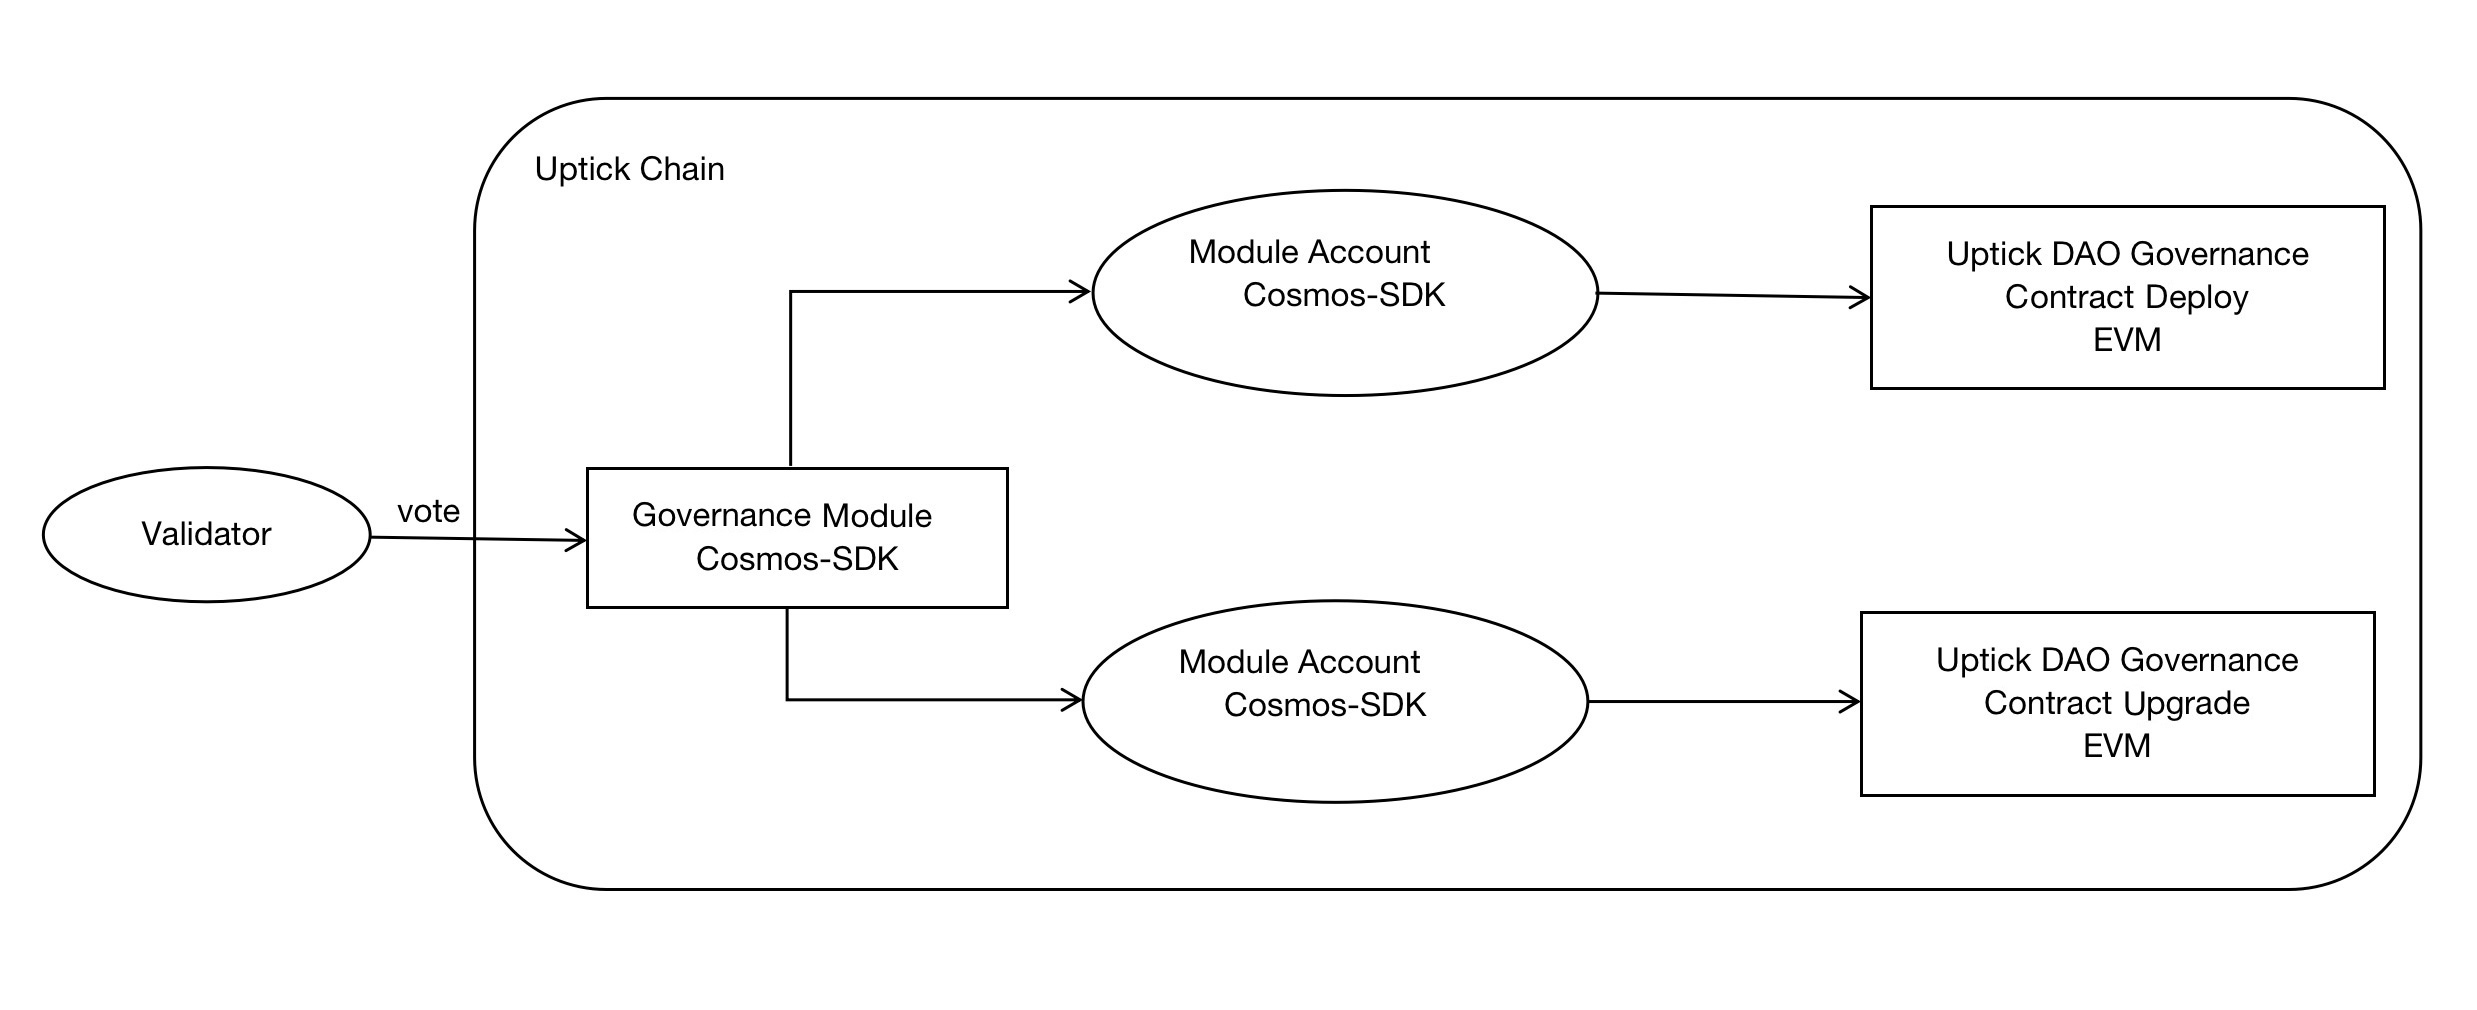 Uptick Chain
Module Account
Cosmos-SDK
Uptick DAO Governance
Contract Deploy
EVM
Validator
vote
Governance Module
Cosmos-SDK
Module Account
Cosmos-SDK
Uptick DAO Governance
Contract Upgrade
EVM